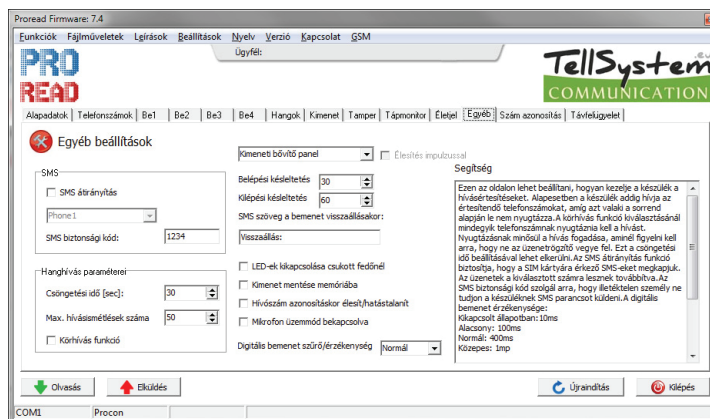 Proread Firmware: 7.4
Funkciók Fájlműveletek Leírások Beállítások Nyelv Verzió Kapcsolat GSM
Ügyfél:
PRO
READ
TellSystem
COMMUNICATION
Alapadatok Telefonszámok Be1 Be2 Be3 Be4 Hangok Kimenet Tamper Tápmonitor Életjel Egyéb Szám azonosítás Távfelügyelet
Egyéb beállítások
SMS
SMS átirányítás
Phone1
SMS biztonsági kód: 1234
Hanghívás paraméterei
Csöngetési idő [sec]: 30
Max. hívásismétlések száma 50
Körhívás funkció
Kimeneti bővítő panel
Élesítés impulzussal
Belépési késleltetés 30
Kilépési késleltetés 60
SMS szöveg a bemenet visszaállásakor:
Visszaállás:
LED-ek kikapcsolása csukott fedőnél
Kimenet mentése memóriába
Hívószám azonosításkor élesít/hatástalanít
Mikrofon üzemmód bekapcsolva
Digitális bemenet szűrő/érzékenység Normál
Segítség
Ezen az oldalon lehet beállítani, hogyan kezelje a készülék a
hívásértesítéseket. Alapesetben a készülék addig hívja az
értesítendő telefonszámokat, amíg azt valaki a sorrend
alapján le nem nyugtázza.A körhívás funkció kiválasztásánál
mindegyik telefonszámnak nyugtáznia kell a hívást.
Nyugtázásnak minősül a hívás fogadása, aminél figyelni kell
arra, hogy ne az üzenetrögzítő vegye fel. Ezt a csöngetési
idő beállításával lehet elkerülni.Az SMS átirányítás funkció
biztosítja, hogy a SIM kártyára érkező SMS-eket megkapjuk.
Az üzenetek a kiválasztott számra lesznek továbbítva.Az
SMS biztonsági kód szolgál arra, hogy illetéktelen személy ne
tudjon a készüléknek SMS parancsot küldeni.A digitális
bemenet érzékenysége:
Kikapcsolt állapotban:10ms
Alacsony: 100ms
Normál: 400ms
Közepes: 1mp
Olvasás Elküldés Újraindítás Kilépés
COM1 Procon